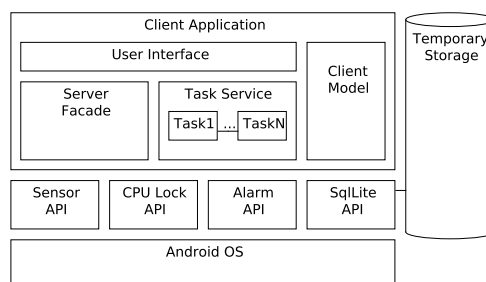 Client Application
User Interface
Server
Facade
Task Service
Task1 ... TaskN
Client
Model
Temporary
Storage
Sensor
API
CPU Lock
API
Alarm
API
SqlLite
API
Android OS